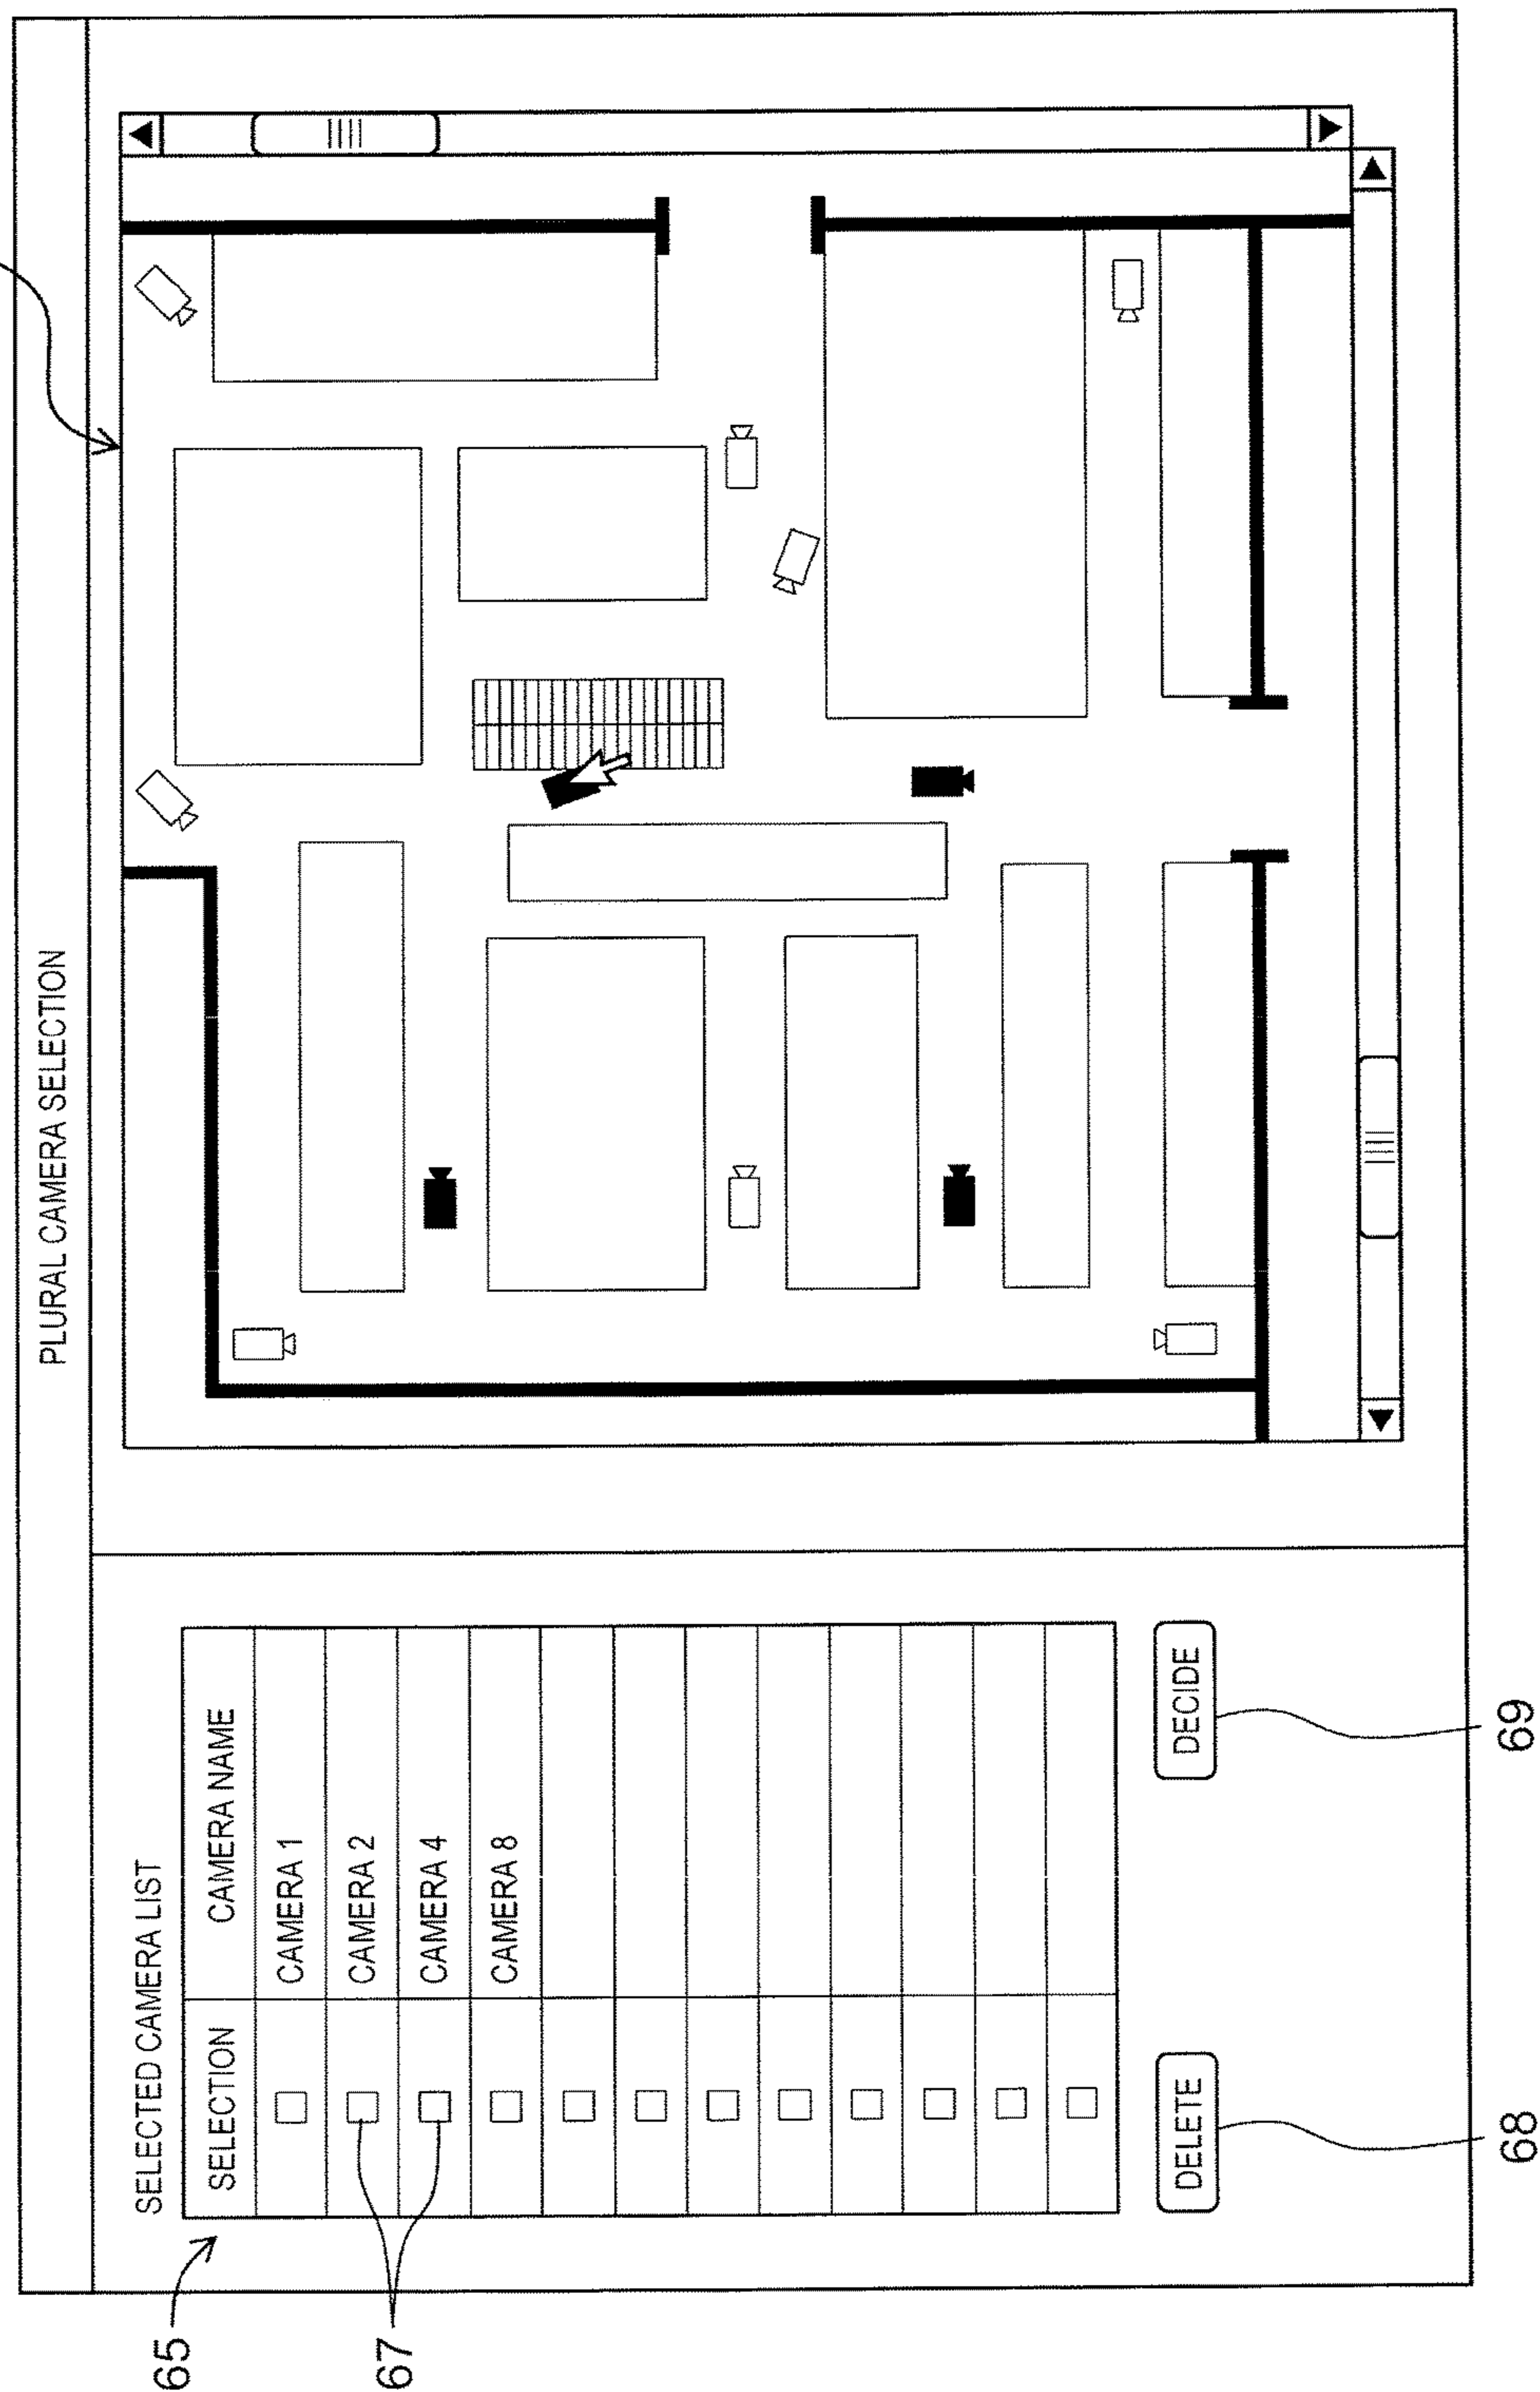 PLURAL CAMERA SELECTION
65
SELECTED CAMERA LIST
SELECTION CAMERA NAME
CAMERA 1
CAMERA 2
CAMERA 4
CAMERA 8
67
DELETE DECIDE
68 69